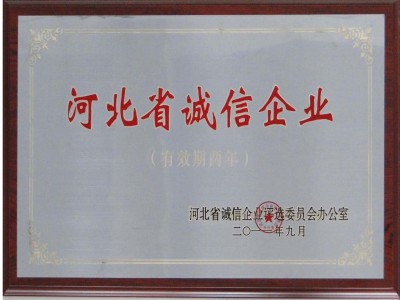 河北省诚信企业
（有效期两年）
河北省诚信企业评选委员会办公室
二〇一一年九月